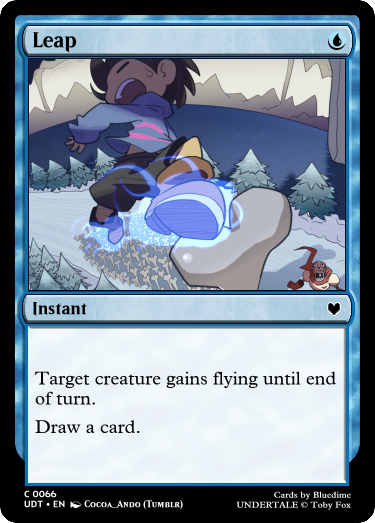 Leap
Instant
Target creature gains flying until end
of turn.
Draw a card.
C 0066
UDT • EN Cocoa_Ando (Tumblr)
Cards by Bluedime
UNDERTALE © Toby Fox